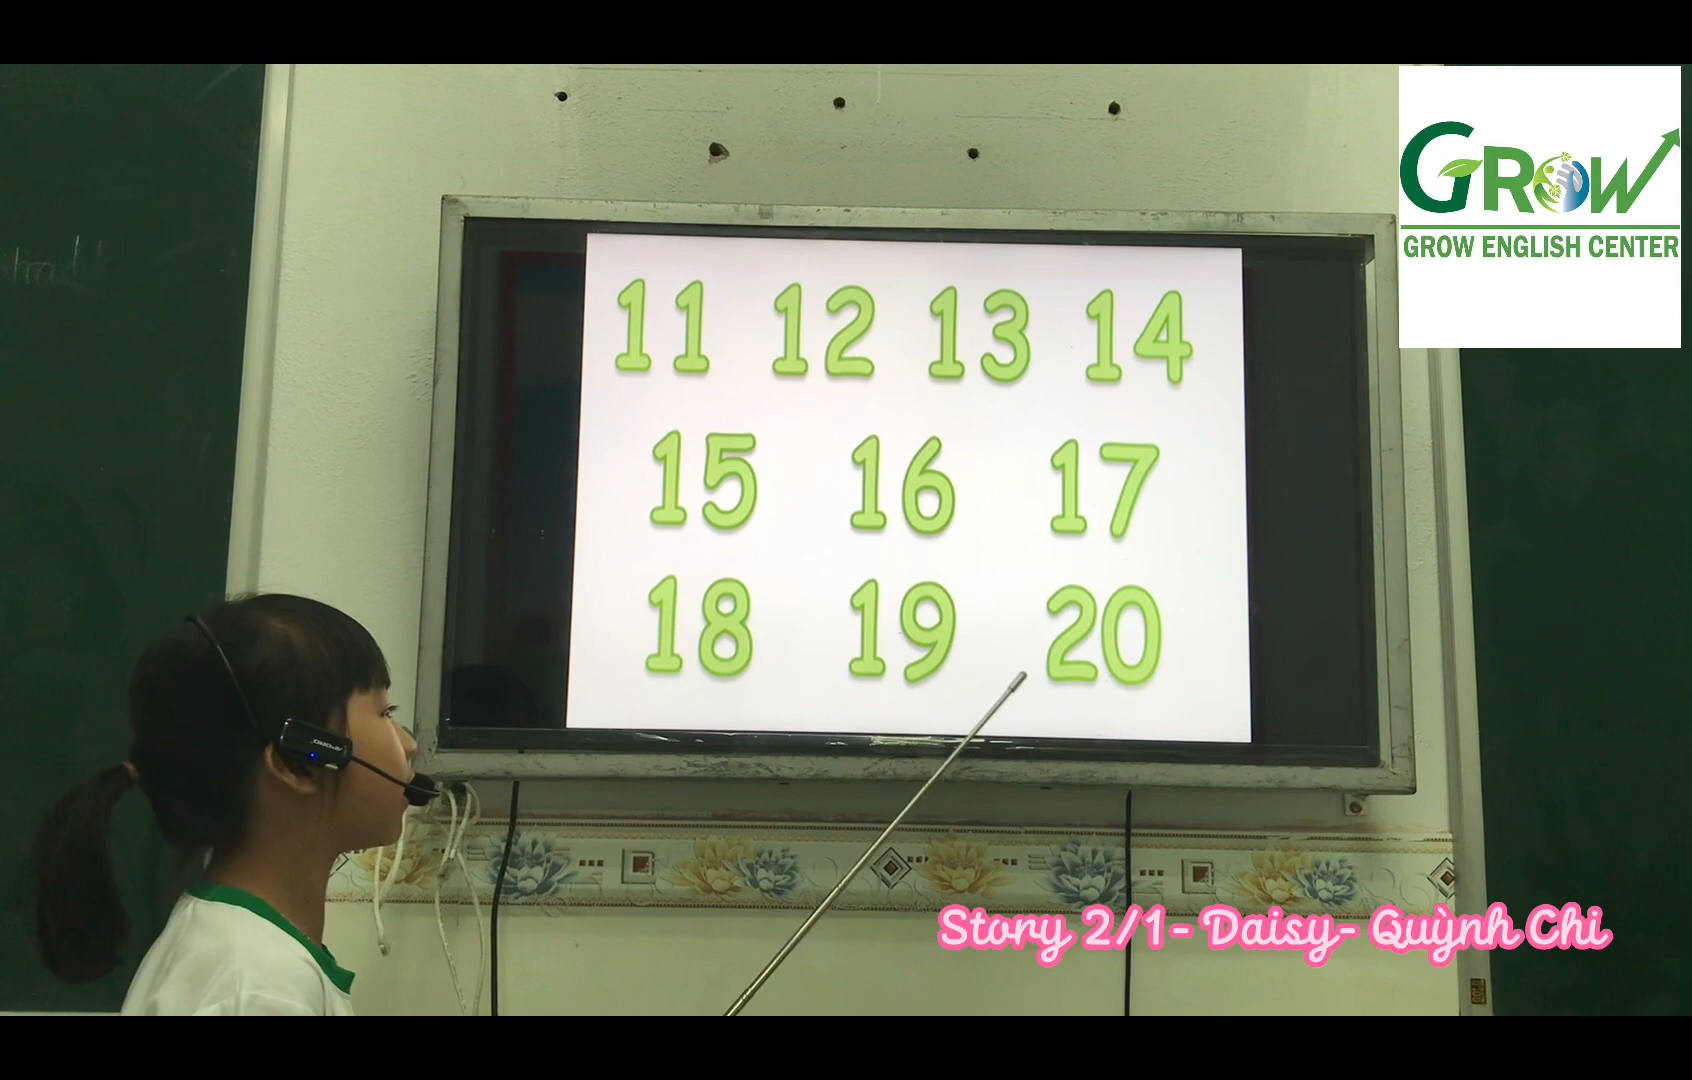 GROW
GROW ENGLISH CENTER
11 12 13 14
15 16 17
18 19 20
Story 2/1- Daisy- Quỳnh Chi